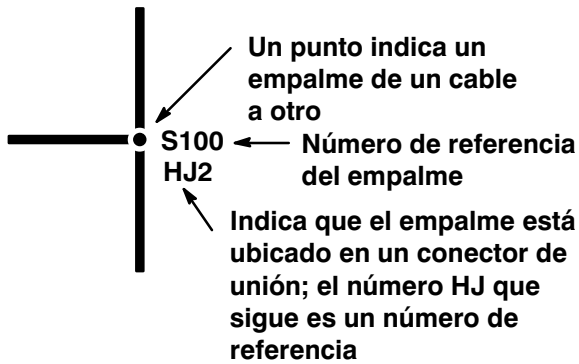 Un punto indica un
empalme de un cable
a otro
S100
Número de referencia
del empalme
HJ2
Indica que el empalme está
ubicado en un conector de
unión; el número HJ que
sigue es un número de
referencia